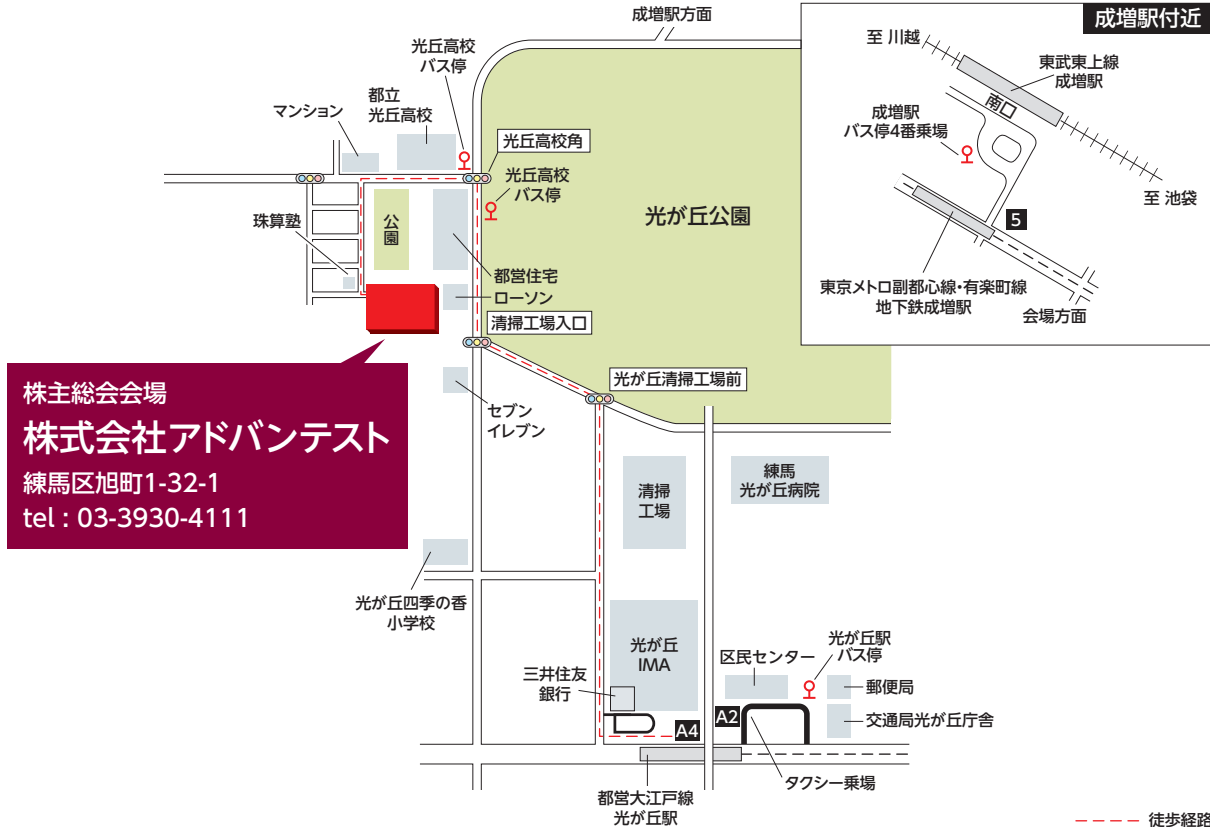 成増駅方面
光丘高校
バス停
都立
光丘高校
マンション
光丘高校角
光丘高校
バス停
光が丘公園
公園
珠算塾
都営住宅
ローソン
清掃工場入口
光が丘清掃工場前
セブン
イレブン
株主総会会場
株式会社アドバンテスト
練馬区旭町1-32-1
tel : 03-3930-4111
清掃
工場
練馬
光が丘病院
光が丘四季の香
小学校
光が丘
IMA
三井住友
銀行
区民センター
光が丘駅
バス停
郵便局
交通局光が丘庁舎
A4
A2
タクシー乗場
都営大江戸線
光が丘駅
徒歩経路
成増駅付近
至 川越
東武東上線
成増駅
南口
成増駅
バス停4番乗場
至 池袋
5
東京メトロ副都心線・有楽町線
地下鉄成増駅
会場方面